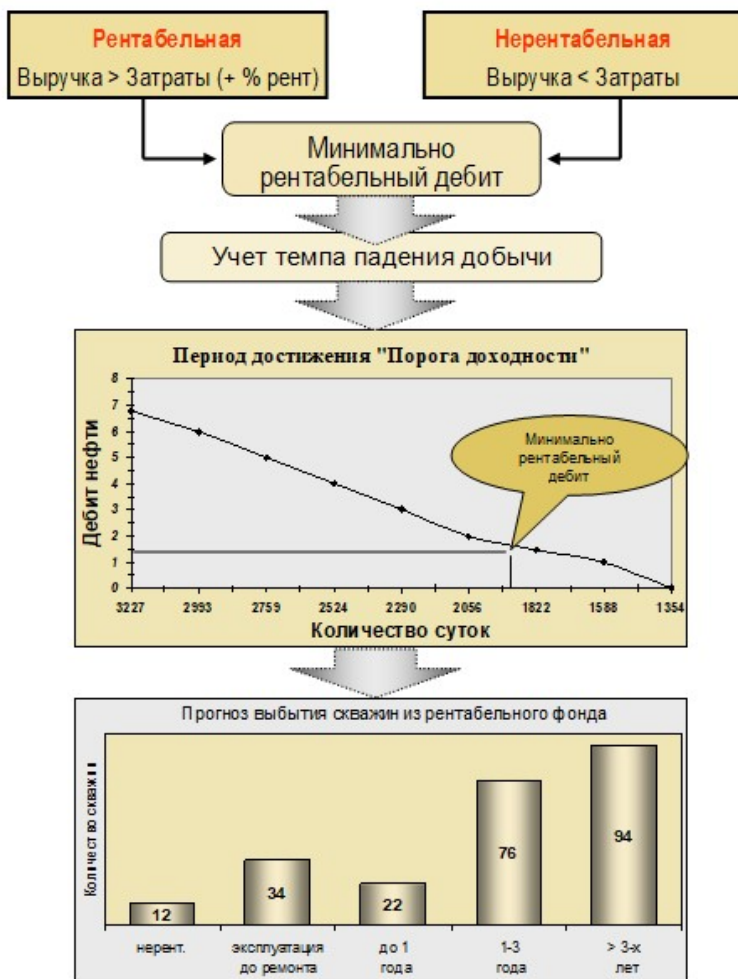 Рентабельная
Выручка > Затраты (+ % рент)
Нерентабельная
Выручка < Затраты
Минимально
рентабельный дебит
Учет темпа падения добычи
Период достижения "Порога доходности"
Дебит нефти
8
7
6
5
4
3
2
1
0
Минимально
рентабельный
дебит
3227 2993 2759 2524 2290 2056 1822 1588 1354
Количество суток
Прогноз выбытия скважин из рентабельного фонда
Количество скважин
12 34 22 76 94
нерент. эксплуатация до 1 1-3 > 3-х
до ремонта года года лет